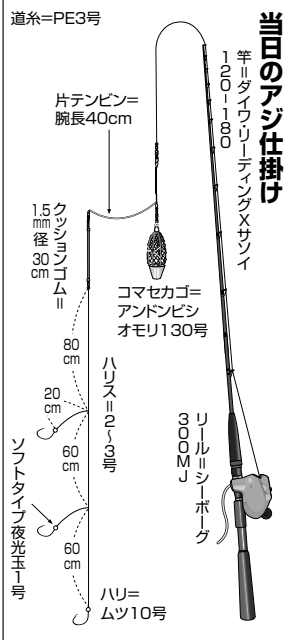 当日のアジ仕掛け
竿=ダイワ・リーディングXサソイ
120-180
道糸=PE3号
片テンビン=
腕長40cm
コマセカゴ=
アンドンビシ
オモリ130号
クッションゴム=
1.5mm径
30cm
80cm
ハリス=2〜3号
20cm
60cm
リール=シーボーグ
300MJ
ソフトタイプ夜光玉1号
60cm
ハリ=
ムツ10号